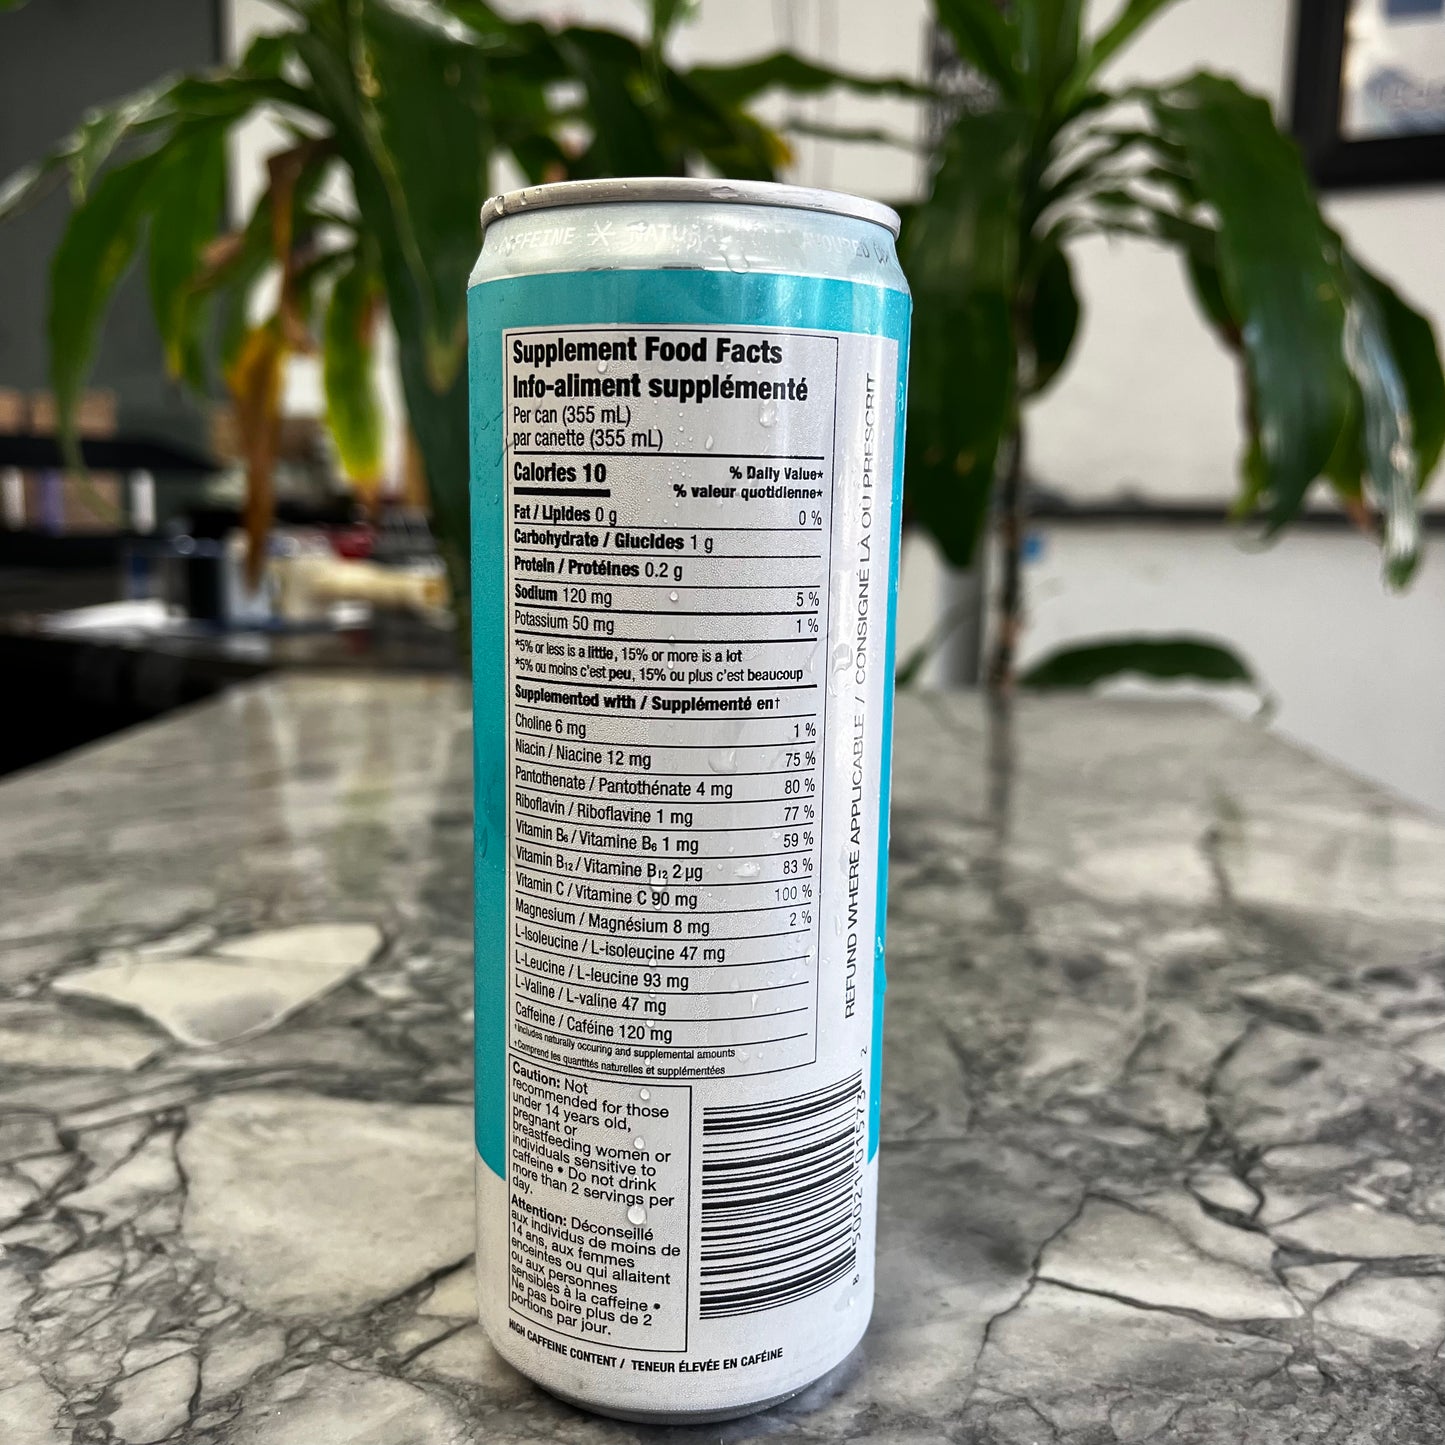 Supplement Food Facts
Info-aliment supplémenté
Per can (355 mL)
par canette (355 mL)
Calories 10
% Daily Value*
% valeur quotidienne*
Fat / Lipides 0 g 0 %
Carbohydrate / Glucides 1 g
Protein / Protéines 0.2 g
Sodium 120 mg 5 %
Potassium 50 mg 1 %
*5% or less is a little, 15% or more is a lot
*5% ou moins c'est peu, 15% ou plus c'est beaucoup
Supplemented with / Supplémenté en†
Choline 6 mg 1 %
Niacin / Niacine 12 mg 75 %
Pantothenate / Pantothénate 4 mg 80 %
Riboflavin / Riboflavine 1 mg 77 %
Vitamin B₆ / Vitamine B₆ 1 mg 59 %
Vitamin B₁₂ / Vitamine B₁₂ 2 µg 83 %
Vitamin C / Vitamine C 90 mg 100 %
Magnesium / Magnésium 8 mg 2 %
L-Isoleucine / L-isoleucine 47 mg
L-Leucine / L-leucine 93 mg
L-Valine / L-valine 47 mg
Caffeine / Caféine 120 mg
†Includes naturally occuring and supplemental amounts
†Comprend les quantités naturelles et supplémentées
Caution: Not
recommended for those
under 14 years old,
pregnant or
breastfeeding women or
individuals sensitive to
caffeine • Do not drink
more than 2 servings per
day.
Attention: Déconseillé
aux individus de moins de
14 ans, aux femmes
enceintes ou qui allaitent
ou aux personnes
sensibles à la caféine •
Ne pas boire plus de 2
portions par jour.
HIGH CAFFEINE CONTENT / TENEUR ÉLEVÉE EN CAFÉINE
REFUND WHERE APPLICABLE / CONSIGNÉ LA OU PRESCRIT
8 50021 01573 2